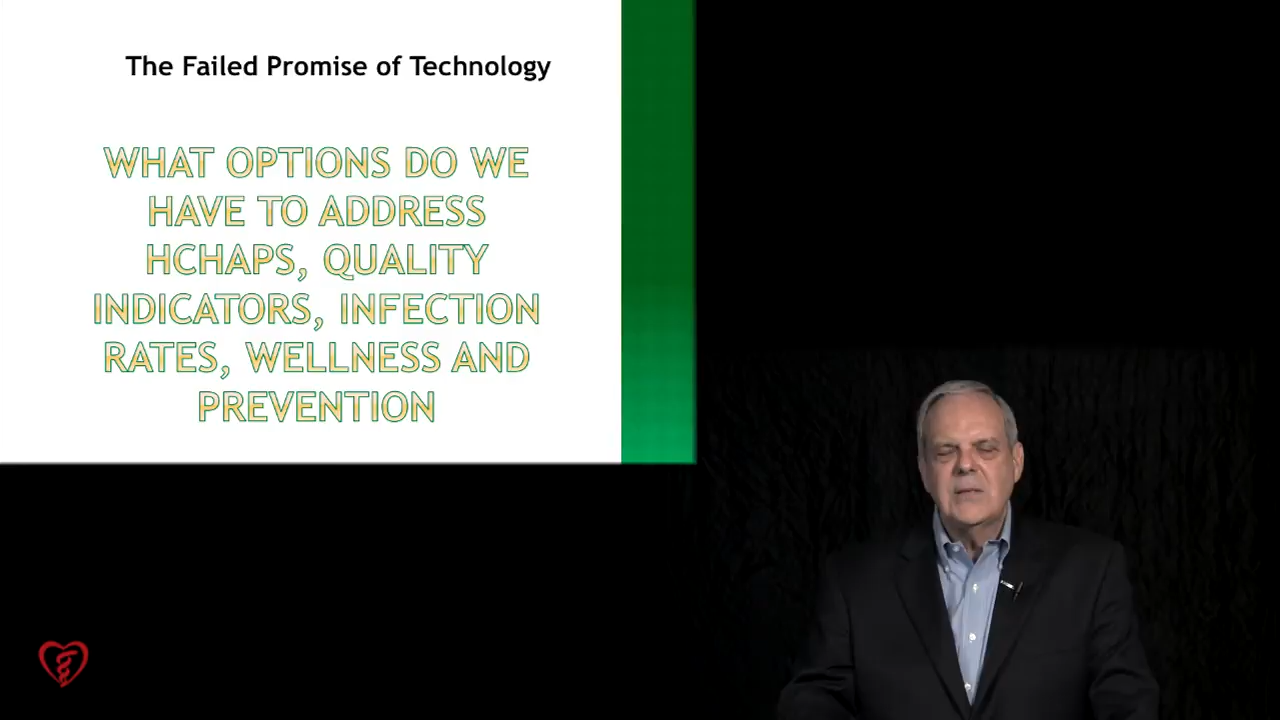 The Failed Promise of Technology
WHAT OPTIONS DO WE
HAVE TO ADDRESS
HCHAPS, QUALITY
INDICATORS, INFECTION
RATES, WELLNESS AND
PREVENTION